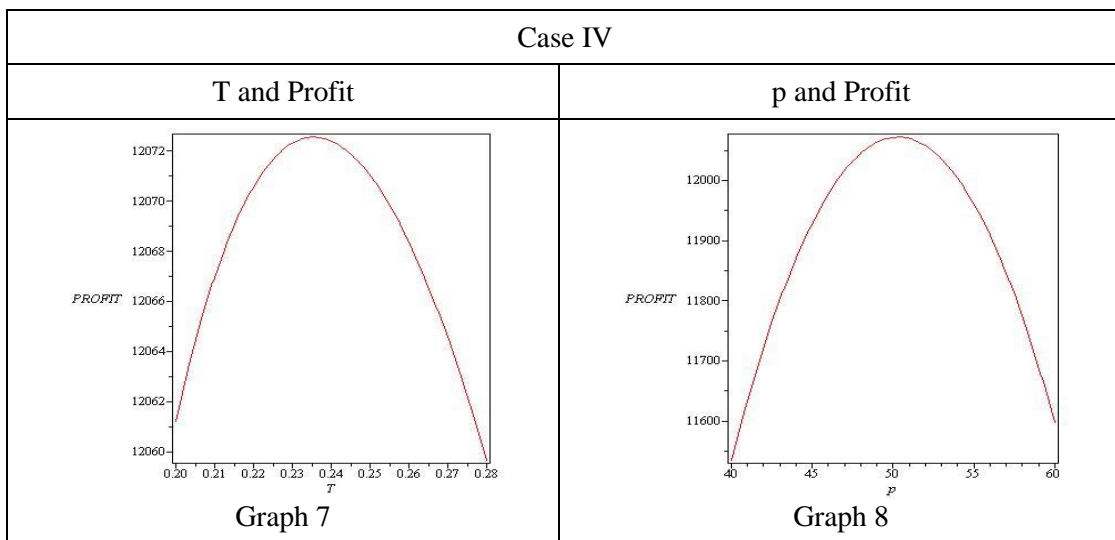 Case IV
T and Profit
p and Profit
12072
12070
12068
PROFIT 12066
12064
12062
12060
0.20 0.21 0.22 0.23 0.24 0.25 0.26 0.27 0.28
T
Graph 7
12000
11900
PROFIT 11800
11700
11600
40 45 50 55 60
p
Graph 8